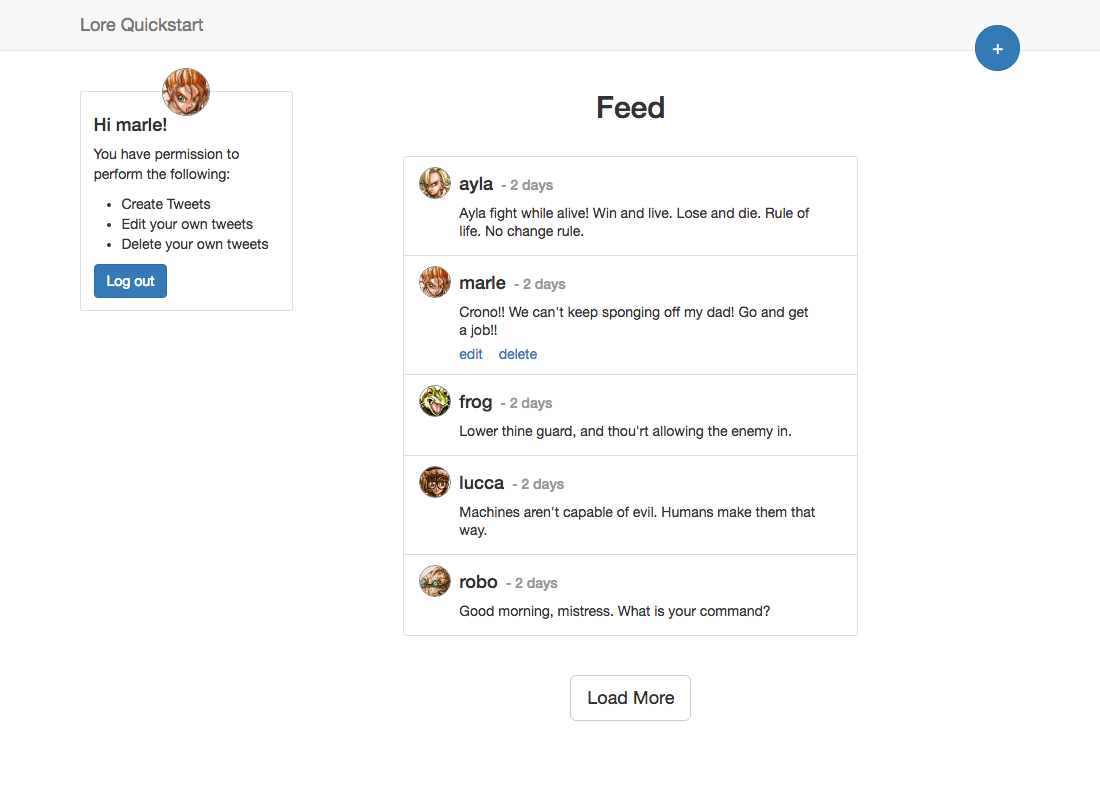 Lore Quickstart
+
Hi marle!
You have permission to
perform the following:
• Create Tweets
• Edit your own tweets
• Delete your own tweets
Log out
Feed
ayla - 2 days
Ayla fight while alive! Win and live. Lose and die. Rule of
life. No change rule.
marle - 2 days
Crono!! We can't keep sponging off my dad! Go and get
a job!!
edit delete
frog - 2 days
Lower thine guard, and thou'rt allowing the enemy in.
lucca - 2 days
Machines aren't capable of evil. Humans make them that
way.
robo - 2 days
Good morning, mistress. What is your command?
Load More